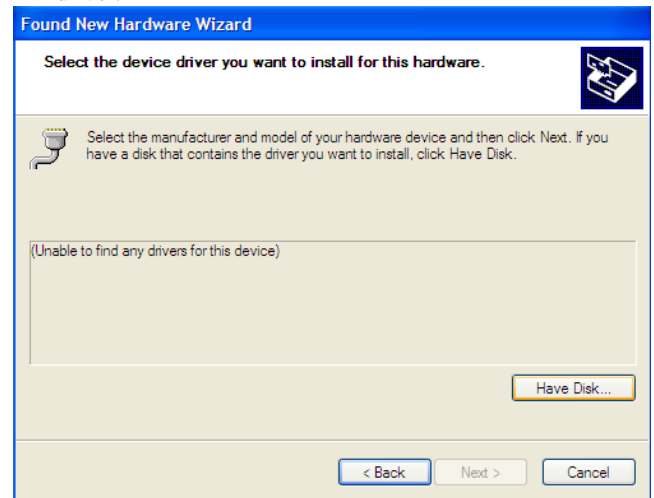 Found New Hardware Wizard
Select the device driver you want to install for this hardware.
Select the manufacturer and model of your hardware device and then click Next. If you
have a disk that contains the driver you want to install, click Have Disk.
(Unable to find any drivers for this device)
Have Disk...
< Back Next > Cancel